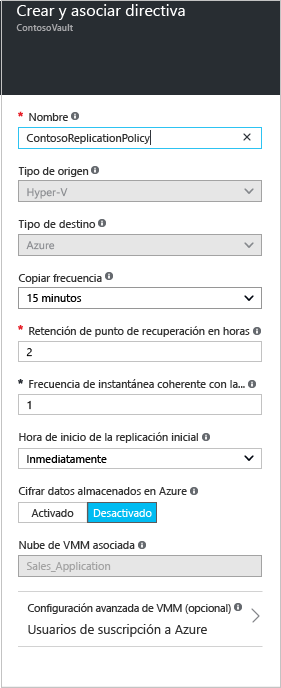 Crear y asociar directiva
ContosoVault
* Nombre
ContosoReplicationPolicy
Tipo de origen
Hyper-V
Tipo de destino
Azure
Copiar frecuencia
15 minutos
* Retención de punto de recuperación en horas
2
* Frecuencia de instantánea coherente con la...
1
Hora de inicio de la replicación inicial
Inmediatamente
Cifrar datos almacenados en Azure
Activado Desactivado
Nube de VMM asociada
Sales_Application
Configuración avanzada de VMM (opcional)
Usuarios de suscripción a Azure